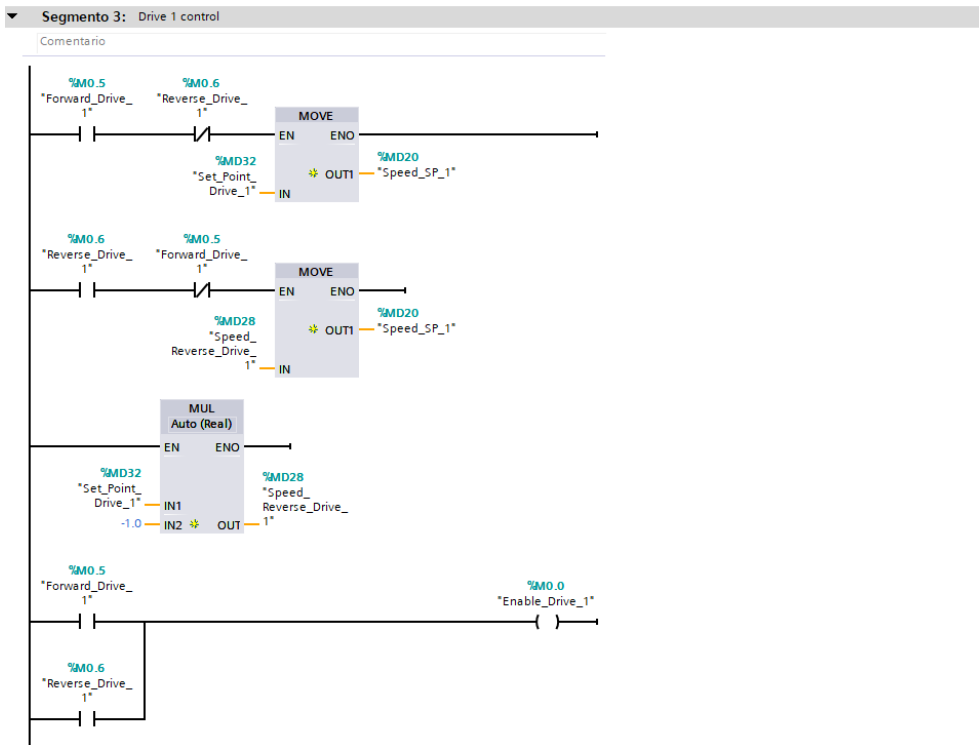 Segmento 3: Drive 1 control
Comentario
%M0.5 %M0.6
"Forward_Drive_ "Reverse_Drive_
1" 1"
MOVE
EN ENO
%MD32 %MD20
"Set_Point_ OUT1 "Speed_SP_1"
Drive_1" IN
%M0.6 %M0.5
"Reverse_Drive_ "Forward_Drive_
1" 1"
MOVE
EN ENO
%MD28 %MD20
"Speed_ OUT1 "Speed_SP_1"
Reverse_Drive_
1" IN
MUL
Auto (Real)
EN ENO
%MD32 %MD28
"Set_Point_ "Speed_
Drive_1" IN1 Reverse_Drive_
-1.0 IN2 OUT 1"
%M0.5 %M0.0
"Forward_Drive_ "Enable_Drive_1"
1"
%M0.6
"Reverse_Drive_
1"